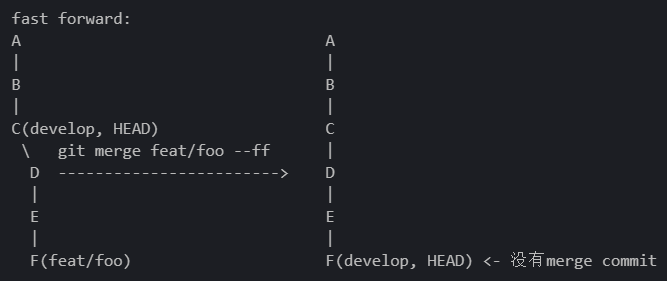 fast forward:
A                             A
|                             |
B                             B
|                             |
C(develop, HEAD)              C
 \   git merge feat/foo --ff  |
  D  ------------------------>   D
  |                           |
  E                           E
  |                           |
  F(feat/foo)                 F(develop, HEAD) <- 没有merge commit